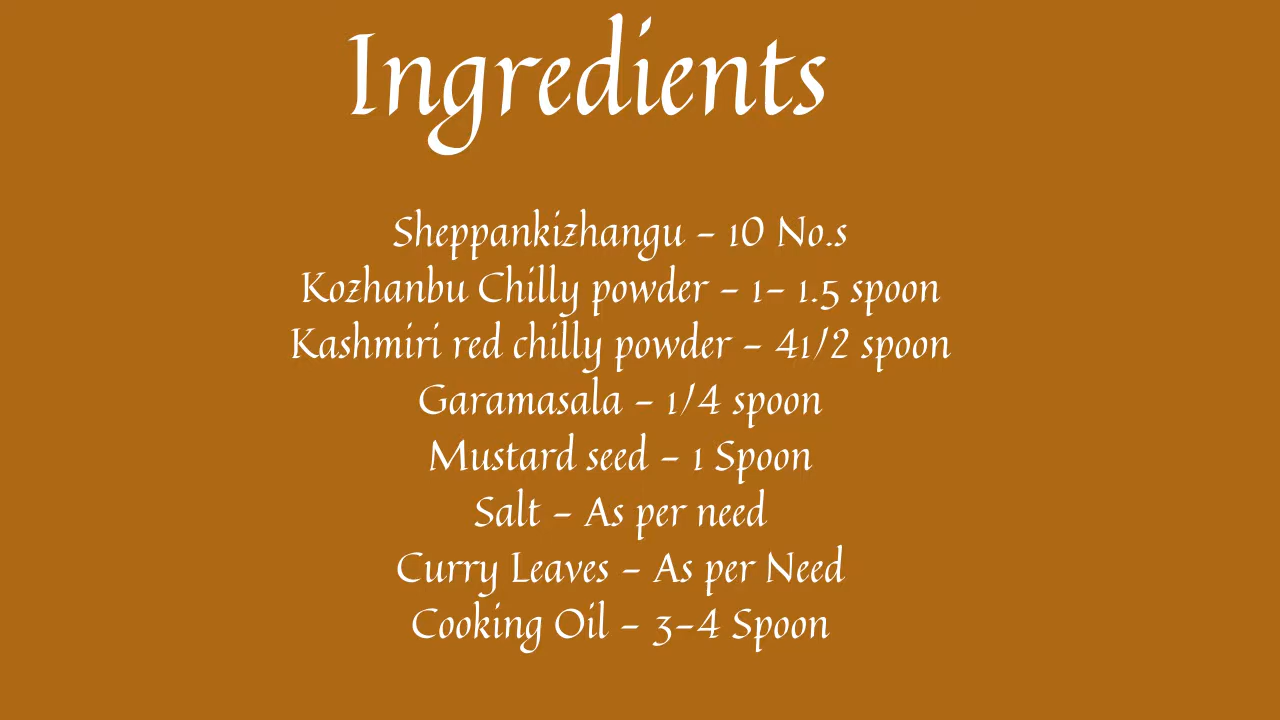 Ingredients
Sheppankizhangu - 10 No.s
Kozhanbu Chilly powder - 1- 1.5 spoon
Kashmiri red chilly powder - 41/2 spoon
Garamasala - 1/4 spoon
Mustard seed - 1 Spoon
Salt - As per need
Curry Leaves - As per Need
Cooking Oil - 3-4 Spoon